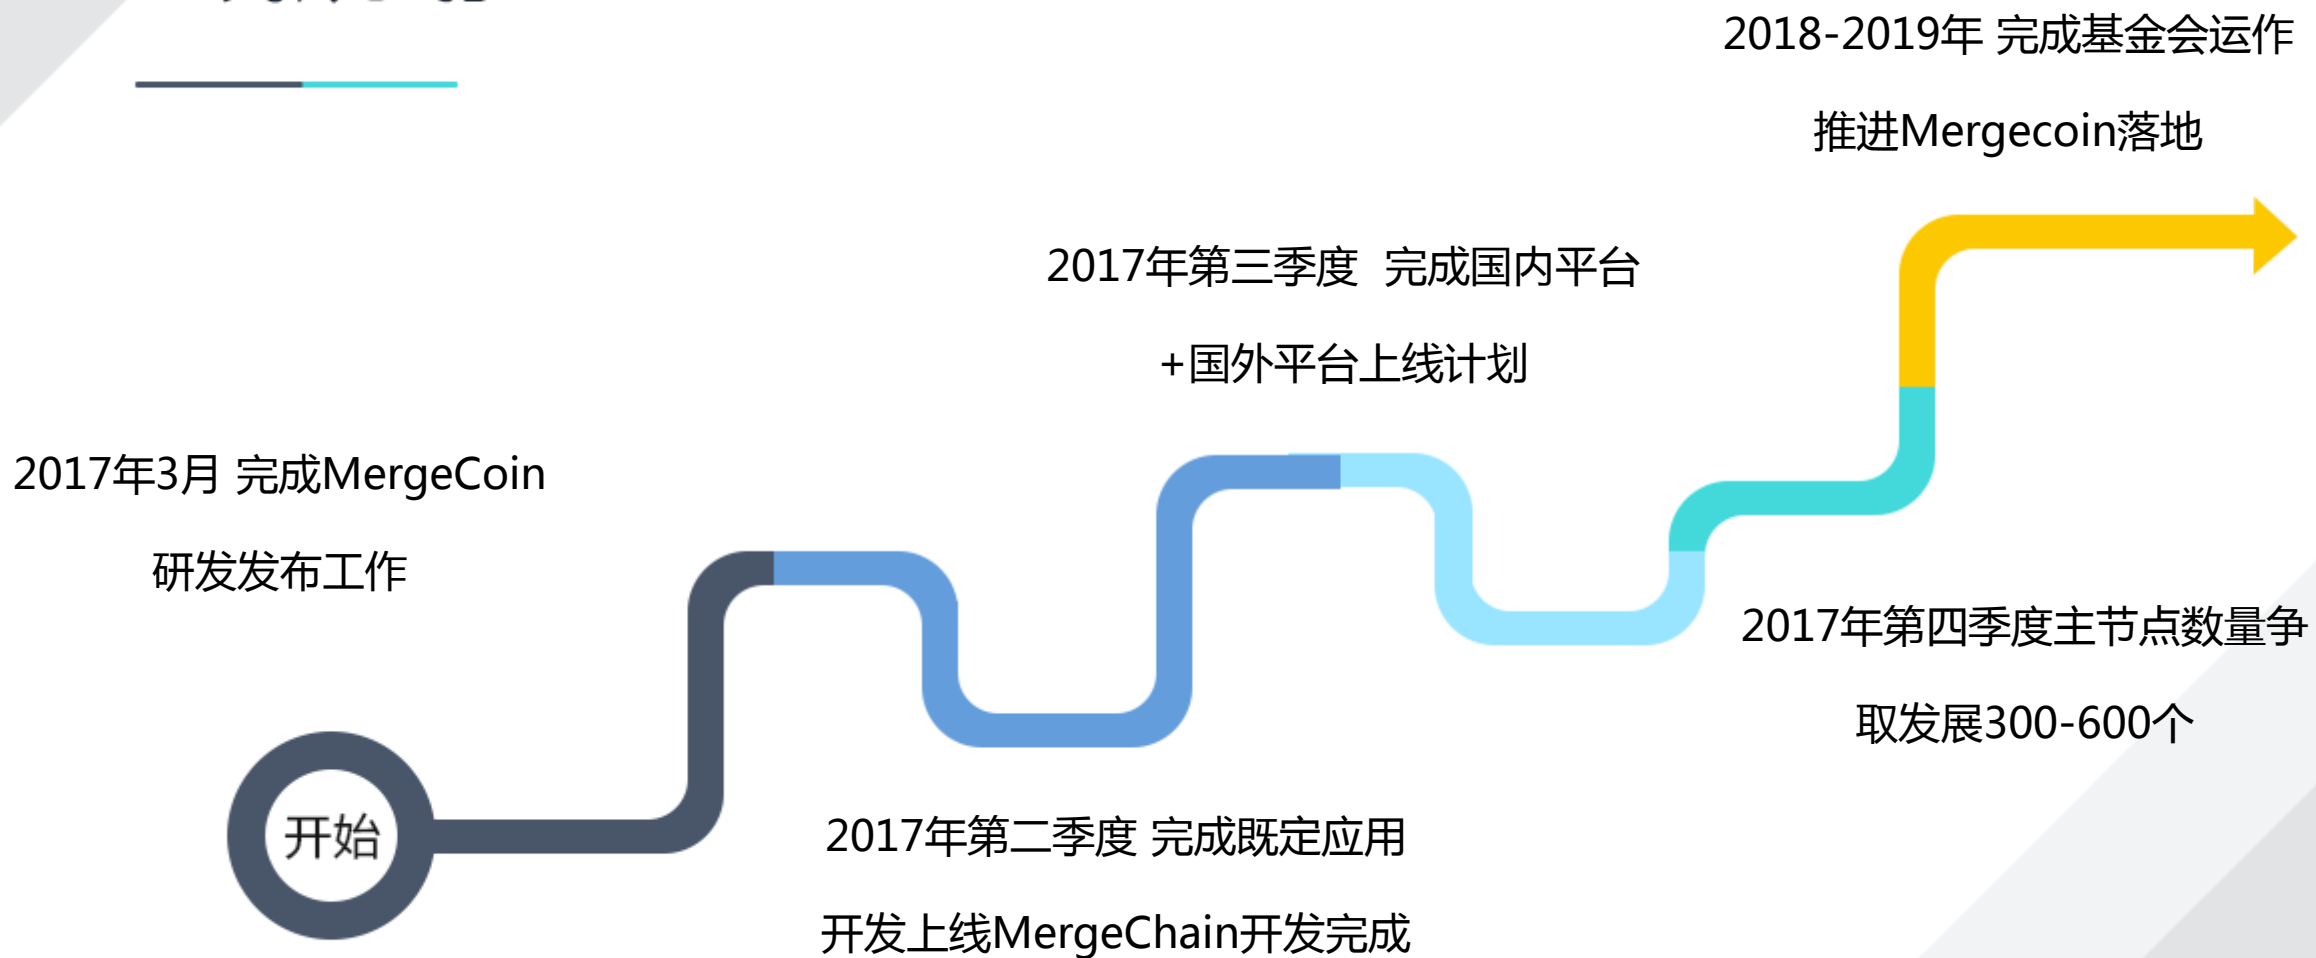 2018-2019年 完成基金会运作
推进Mergecoin落地
2017年第三季度 完成国内平台
+国外平台上线计划
2017年3月 完成MergeCoin
研发发布工作
2017年第四季度主节点数量争
取发展300-600个
开始
2017年第二季度 完成既定应用
开发上线MergeChain开发完成